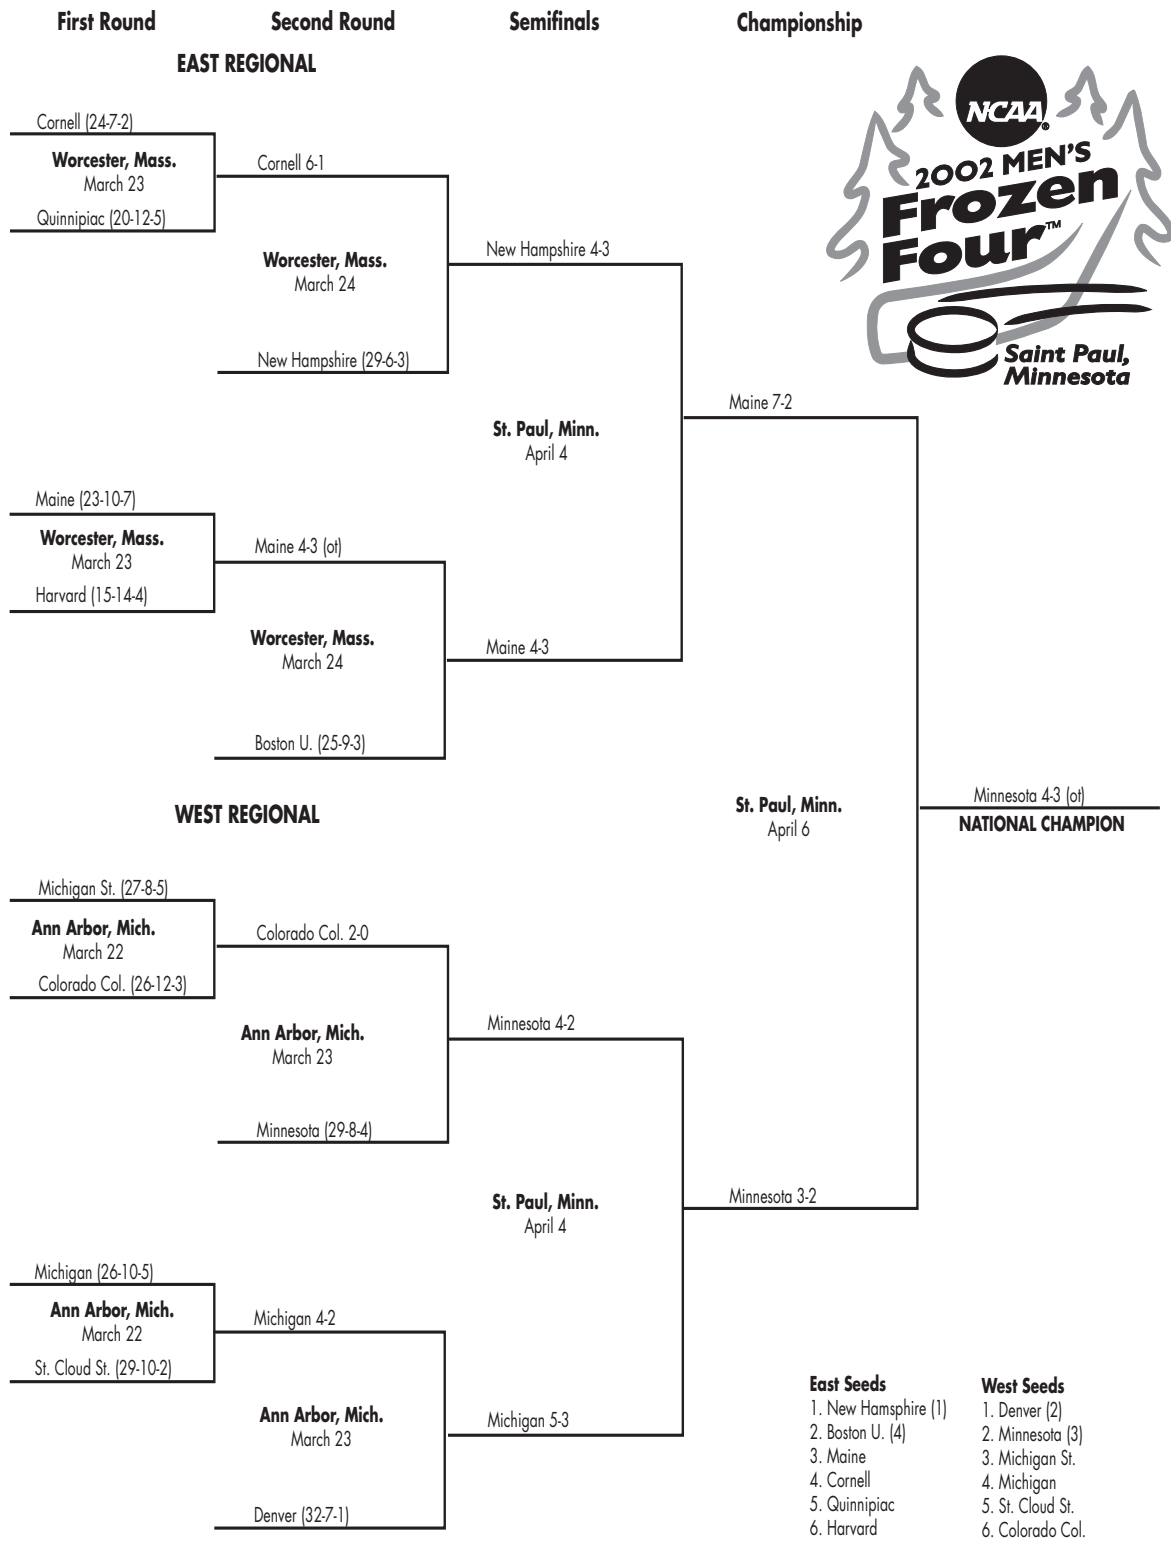 First Round Second Round Semifinals Championship
EAST REGIONAL
NCAA®
2002 MEN'S
Frozen
Four™
Saint Paul,
Minnesota
Cornell (24-7-2)
Worcester, Mass.
March 23
Quinnipiac (20-12-5)
Cornell 6-1
Worcester, Mass.
March 24
New Hampshire (29-6-3)
New Hampshire 4-3
St. Paul, Minn.
April 4
Maine 7-2
Maine (23-10-7)
Worcester, Mass.
March 23
Harvard (15-14-4)
Maine 4-3 (ot)
Worcester, Mass.
March 24
Boston U. (25-9-3)
Maine 4-3
St. Paul, Minn.
April 6
Minnesota 4-3 (ot)
NATIONAL CHAMPION
WEST REGIONAL
Michigan St. (27-8-5)
Ann Arbor, Mich.
March 22
Colorado Col. (26-12-3)
Colorado Col. 2-0
Ann Arbor, Mich.
March 23
Minnesota (29-8-4)
Minnesota 4-2
St. Paul, Minn.
April 4
Minnesota 3-2
Michigan (26-10-5)
Ann Arbor, Mich.
March 22
St. Cloud St. (29-10-2)
Michigan 4-2
Ann Arbor, Mich.
March 23
Denver (32-7-1)
Michigan 5-3
East Seeds
1. New Hamsphire (1)
2. Boston U. (4)
3. Maine
4. Cornell
5. Quinnipiac
6. Harvard
West Seeds
1. Denver (2)
2. Minnesota (3)
3. Michigan St.
4. Michigan
5. St. Cloud St.
6. Colorado Col.